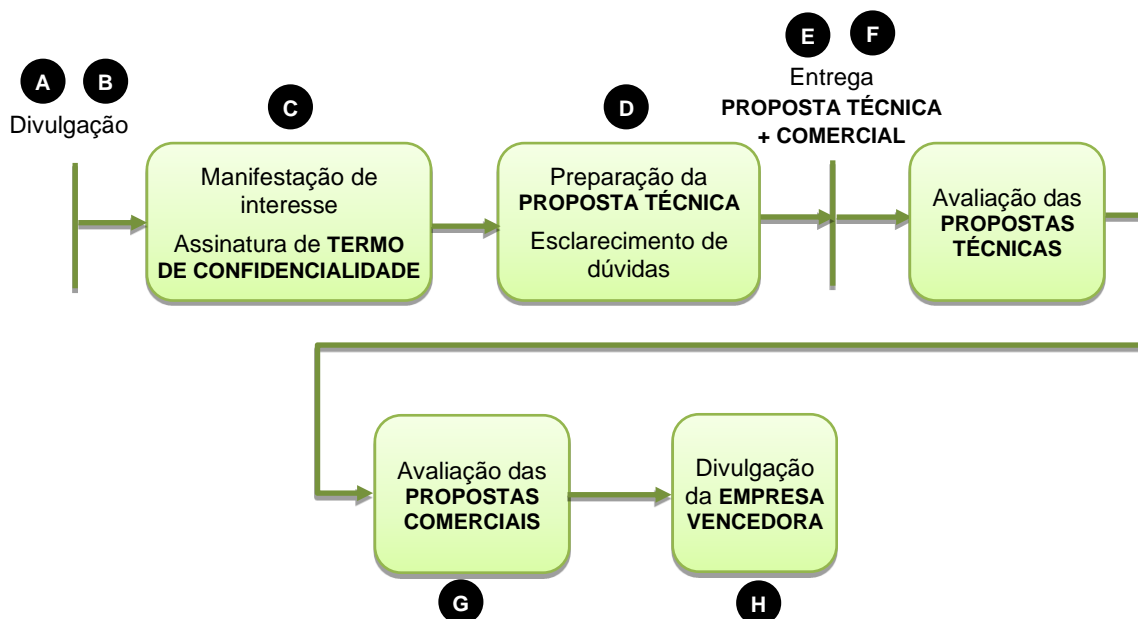 A B
Divulgação
C
Manifestação de
interesse
Assinatura de TERMO
DE CONFIDENCIALIDADE
D
Preparação da
PROPOSTA TÉCNICA
Esclarecimento de
dúvidas
E F
Entrega
PROPOSTA TÉCNICA
+ COMERCIAL
Avaliação das
PROPOSTAS
TÉCNICAS
Avaliação das
PROPOSTAS
COMERCIAIS
G
Divulgação
da EMPRESA
VENCEDORA
H